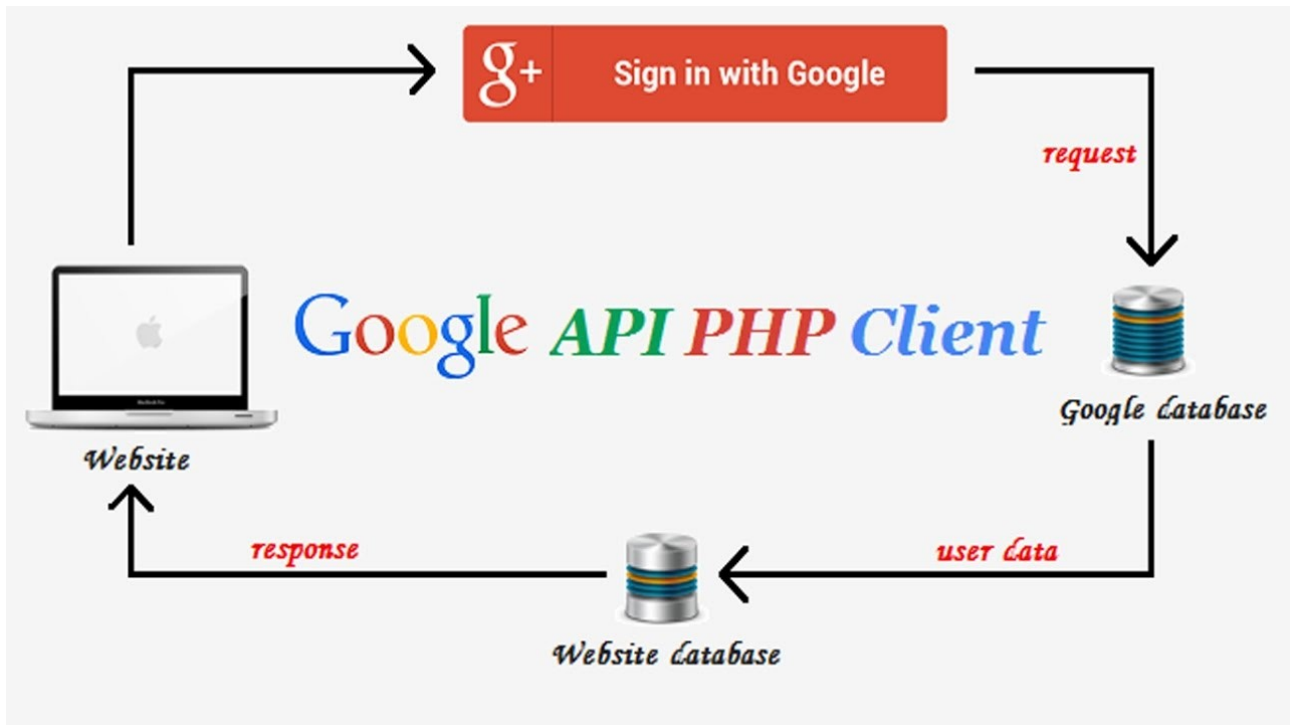 g+ Sign in with Google
request
Google API PHP Client
Google database
Website
response
user data
Website database